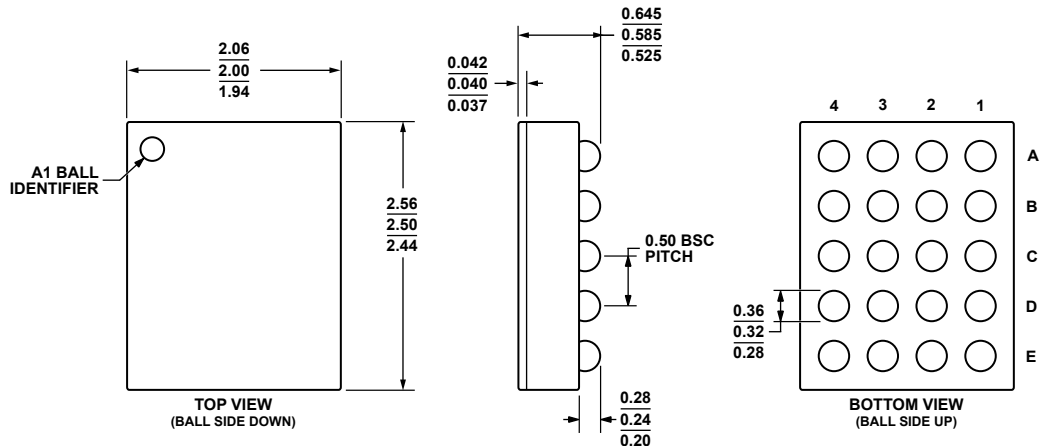 2.06
2.00
1.94
A1 BALL
IDENTIFIER
2.56
2.50
2.44
TOP VIEW
(BALL SIDE DOWN)
0.645
0.585
0.525
0.042
0.040
0.037
0.50 BSC
PITCH
0.28
0.24
0.20
4 3 2 1
A
B
C
D
E
0.36
0.32
0.28
BOTTOM VIEW
(BALL SIDE UP)